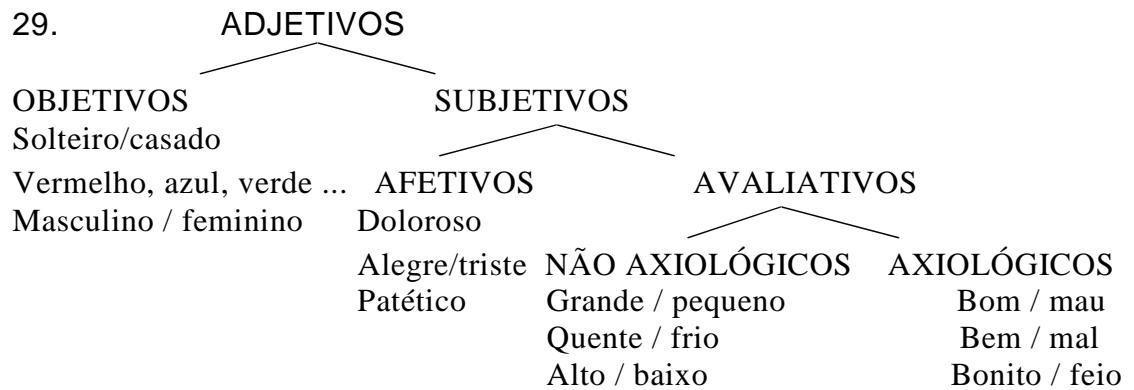 29. ADJETIVOS
OBJETIVOS SUBJETIVOS
Solteiro/casado
Vermelho, azul, verde ... AFETIVOS AVALIATIVOS
Masculino / feminino Doloroso
Alegre/triste NÃO AXIOLÓGICOS AXIOLÓGICOS
Patético Grande / pequeno Bom / mau
Quente / frio Bem / mal
Alto / baixo Bonito / feio